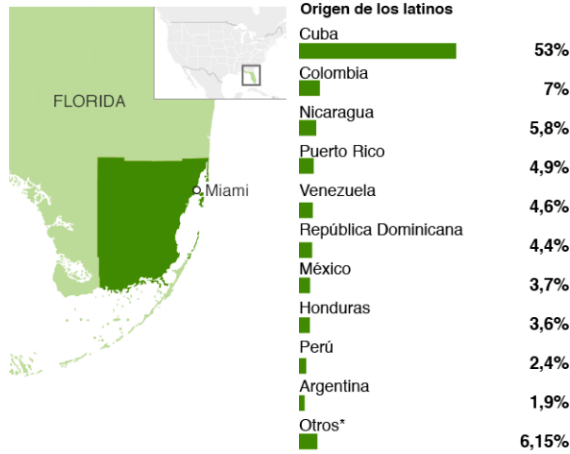 Origen de los latinos
FLORIDA
Miami
Cuba
53%
Colombia
7%
Nicaragua
5,8%
Puerto Rico
4,9%
Venezuela
4,6%
República Dominicana
4,4%
México
3,7%
Honduras
3,6%
Perú
2,4%
Argentina
1,9%
Otros*
6,15%